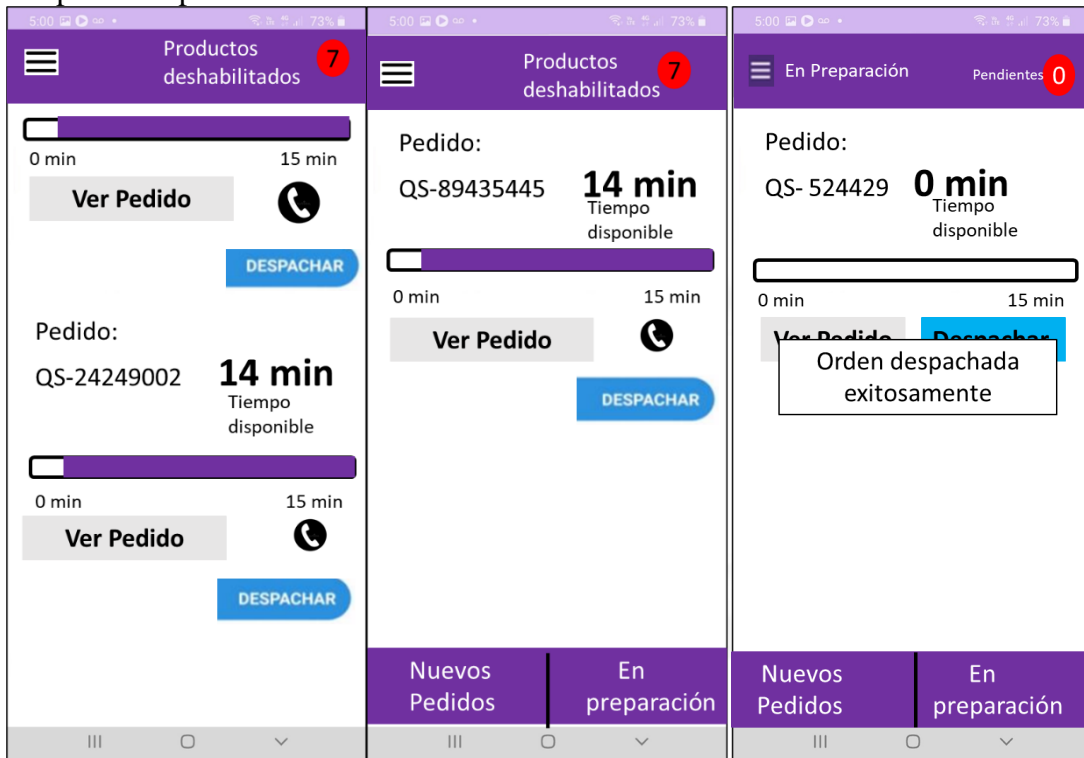 5:00
73%
Productos
deshabilitados
7
0 min
15 min
Ver Pedido
DESPACHAR
Pedido:
QS-24249002
14 min
Tiempo
disponible
0 min
15 min
Ver Pedido
DESPACHAR
5:00
73%
Productos
deshabilitados
7
Pedido:
QS-89435445
14 min
Tiempo
disponible
0 min
15 min
Ver Pedido
DESPACHAR
Nuevos
Pedidos
En
preparación
5:00
73%
En Preparación
Pendientes
0
Pedido:
QS- 524429
0 min
Tiempo
disponible
0 min
15 min
Ver Pedido
Despachar
Orden despachada
exitosamente
Nuevos
Pedidos
En
preparación